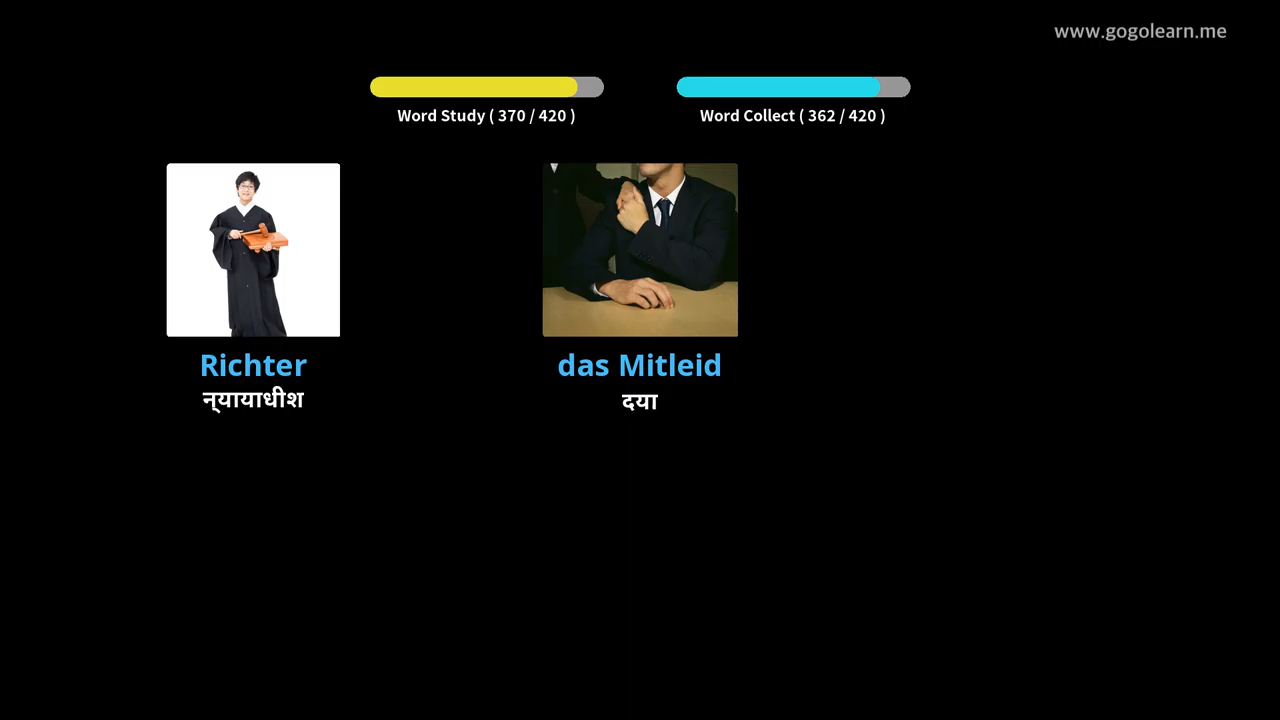 www.gogolearn.me
Word Study ( 370 / 420 )
Word Collect ( 362 / 420 )
Richter
न्‌यायाधीश
das Mitleid
दया